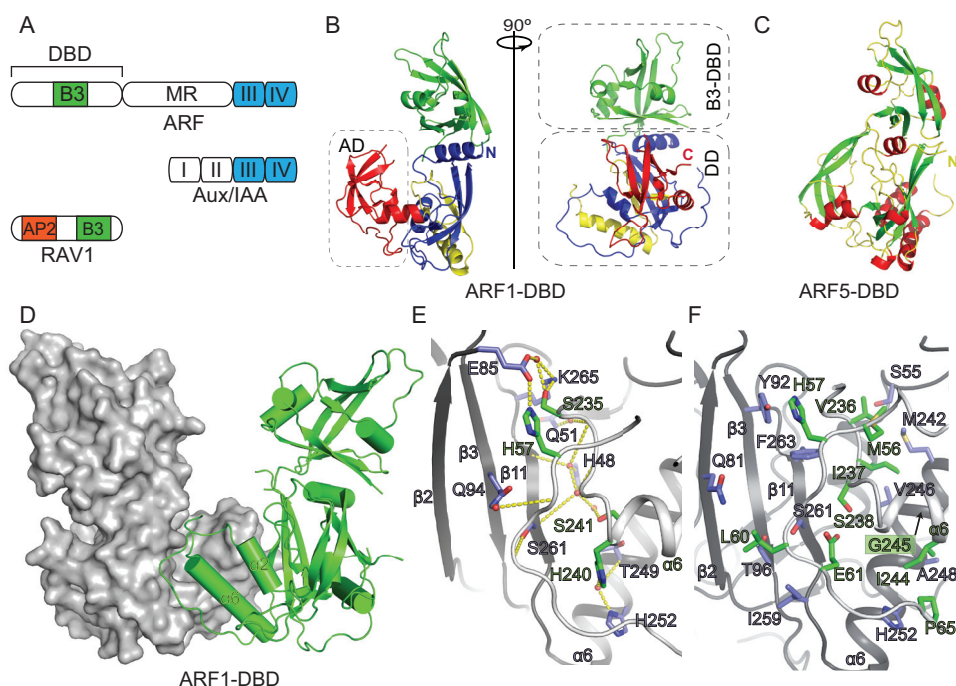 A
DBD
B3
MR
III
IV
ARF
I
II
III
IV
Aux/IAA
AP2
B3
RAV1
B
90º
AD
N
B3-DBD
C
DD
ARF1-DBD
C
N
ARF5-DBD
D
α2
α6
ARF1-DBD
E
E85
K265
S235
Q51
H57
H48
β3
β11
β2
Q94
S241
S261
α6
H240
T249
H252
α6
F
S55
Y92
H57
V236
M242
β3
F263
M56
Q81
I237
β11
V246
S261
S238
α6
L60
G245
β2
T96
E61
I244
A248
I259
P65
H252
α6